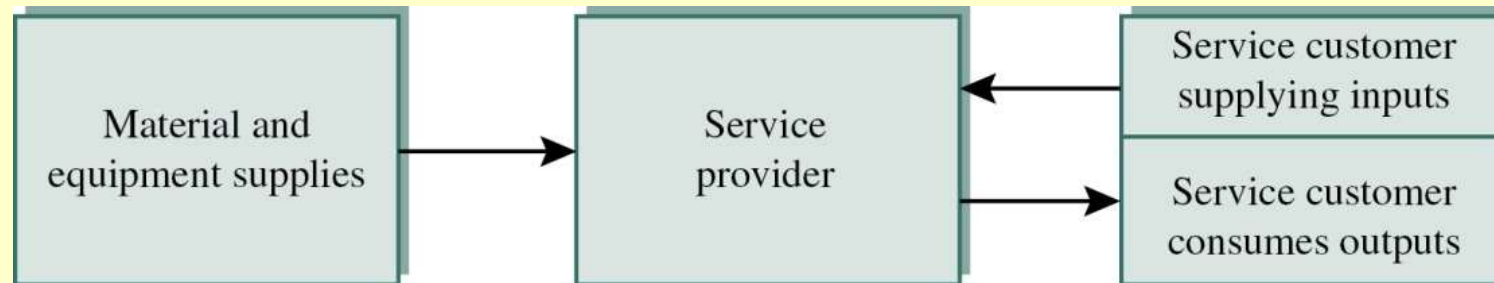 Material and
equipment supplies
Service
provider
Service customer
supplying inputs
Service customer
consumes outputs